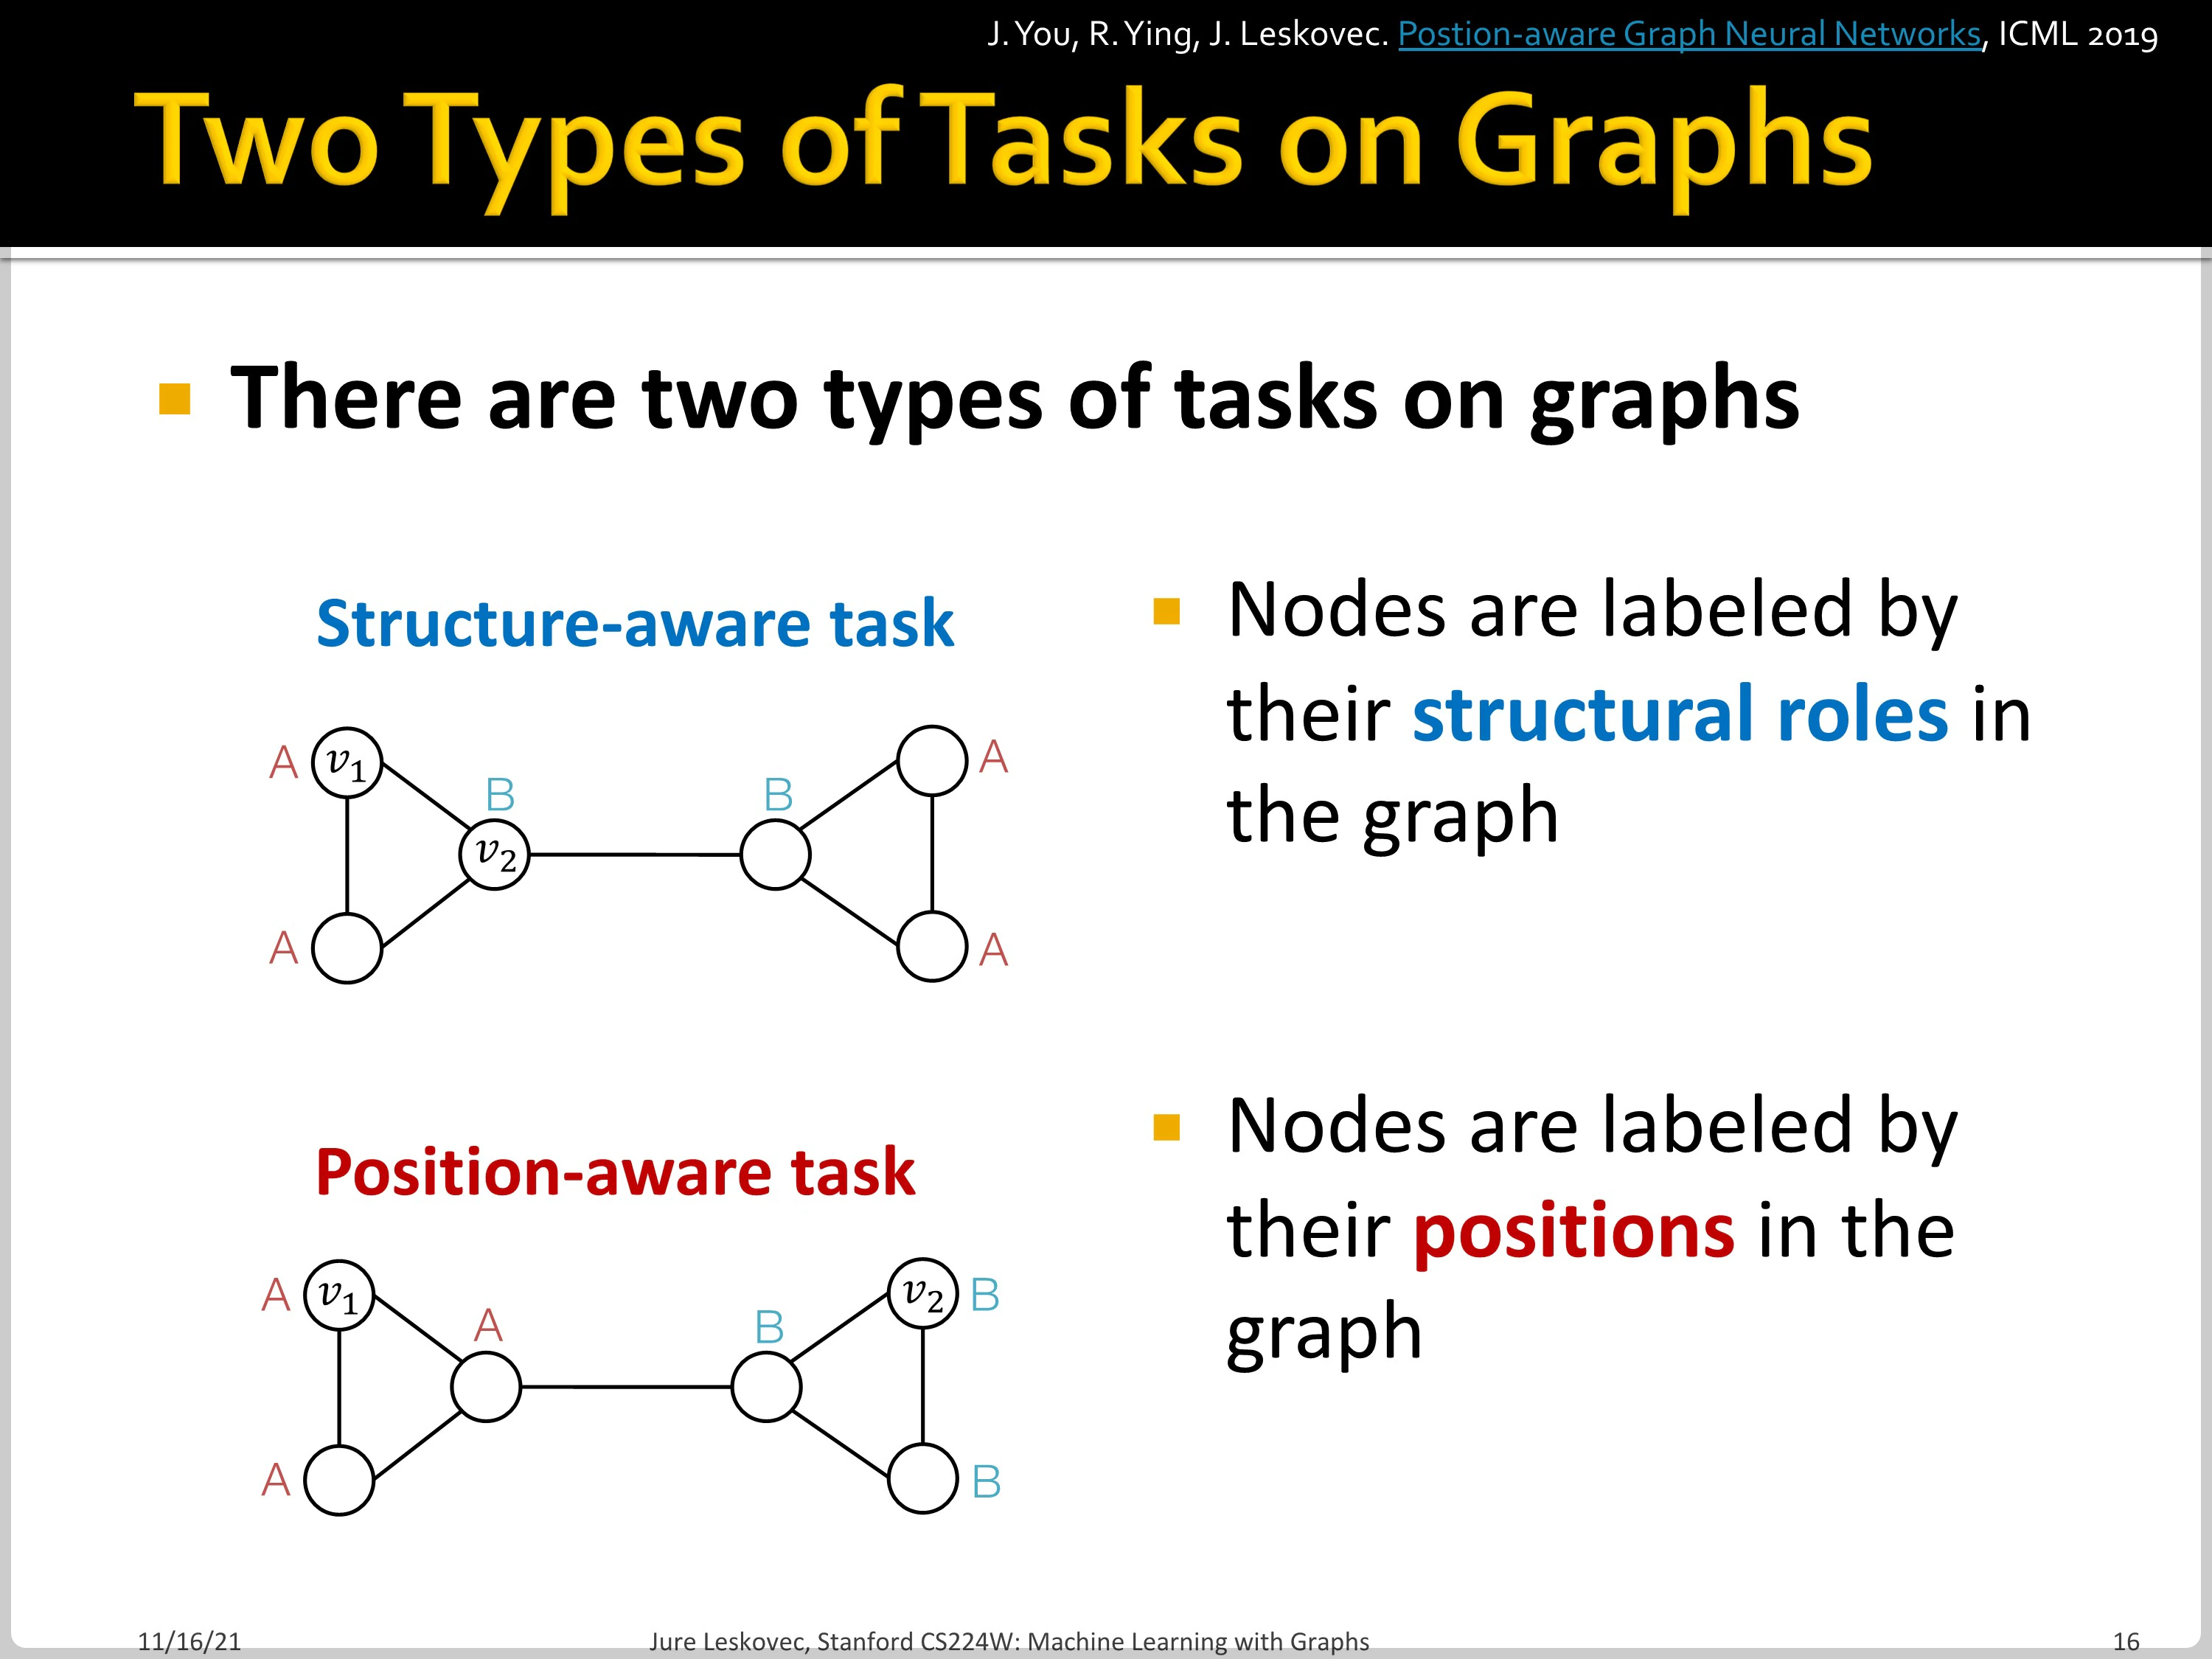 J. You, R. Ying, J. Leskovec. Postion-aware Graph Neural Networks, ICML 2019
Two Types of Tasks on Graphs
■ There are two types of tasks on graphs
Structure-aware task
A v₁ A
B B
v₂
A A
■ Nodes are labeled by
their structural roles in
the graph
Position-aware task
A v₁ v₂ B
A B
A B
■ Nodes are labeled by
their positions in the
graph
11/16/21 Jure Leskovec, Stanford CS224W: Machine Learning with Graphs 16